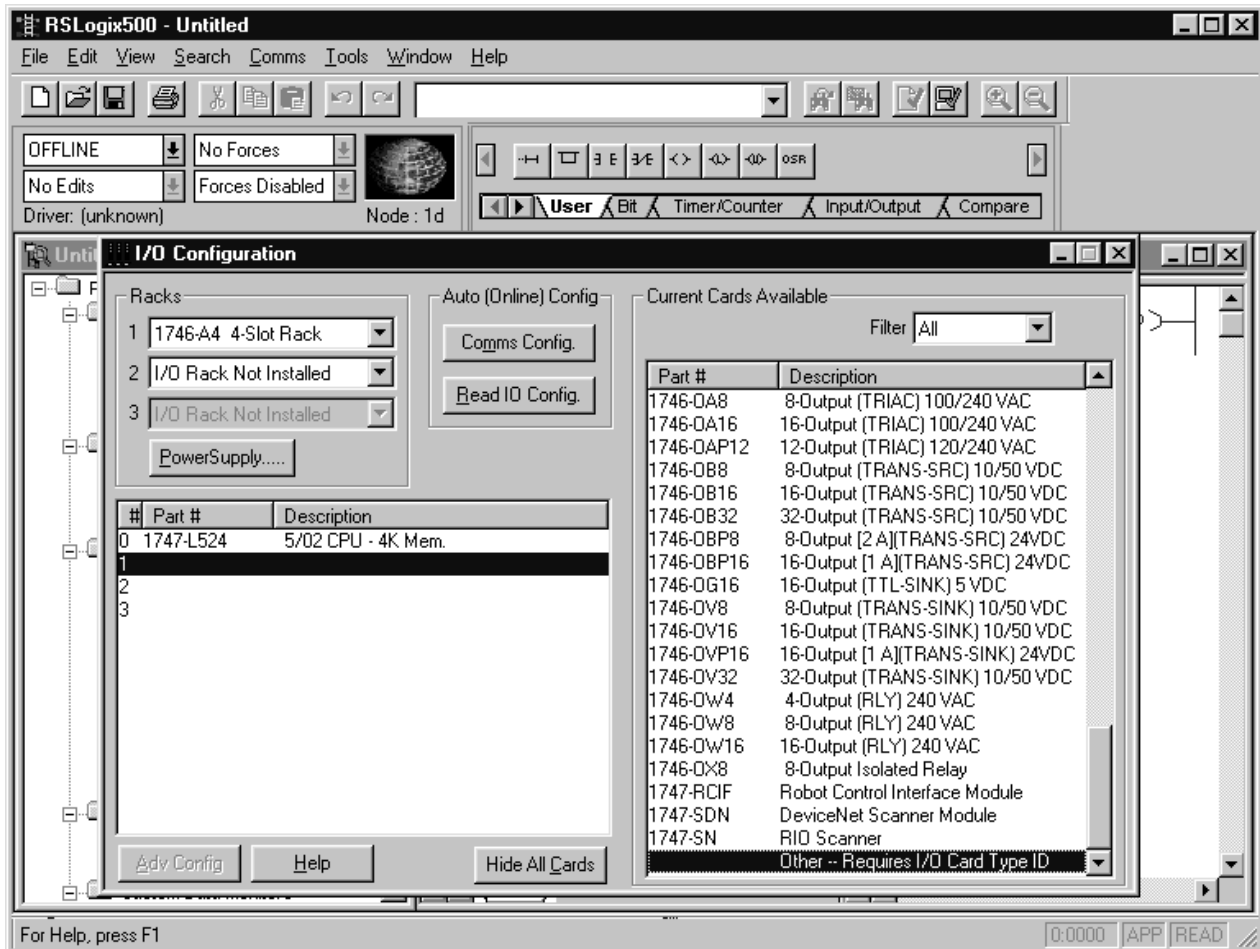 RSLogix500 - Untitled
File Edit View Search Comms Tools Window Help
OFFLINE
No Forces
No Edits
Forces Disabled
Driver: (unknown)
Node : 1d
OSR
User Bit Timer/Counter Input/Output Compare
I/O Configuration
Racks
1 1746-A4 4-Slot Rack
2 I/O Rack Not Installed
3 I/O Rack Not Installed
PowerSupply.....
Auto (Online) Config
Comms Config.
Read IO Config.
# Part # Description
0 1747-L524 5/02 CPU - 4K Mem.
1
2
3
Adv Config
Help
Hide All Cards
Current Cards Available
Filter All
Part # Description
1746-OA8 8-Output (TRIAC) 100/240 VAC
1746-OA16 16-Output (TRIAC) 100/240 VAC
1746-OAP12 12-Output (TRIAC) 120/240 VAC
1746-OB8 8-Output (TRANS-SRC) 10/50 VDC
1746-OB16 16-Output (TRANS-SRC) 10/50 VDC
1746-OB32 32-Output (TRANS-SRC) 10/50 VDC
1746-OBP8 8-Output [2 A](TRANS-SRC) 24VDC
1746-OBP16 16-Output [1 A](TRANS-SRC) 24VDC
1746-OG16 16-Output (TTL-SINK) 5 VDC
1746-OV8 8-Output (TRANS-SINK) 10/50 VDC
1746-OV16 16-Output (TRANS-SINK) 10/50 VDC
1746-OVP16 16-Output [1 A](TRANS-SINK) 24VDC
1746-OV32 32-Output (TRANS-SINK) 10/50 VDC
1746-OW4 4-Output (RLY) 240 VAC
1746-OW8 8-Output (RLY) 240 VAC
1746-OW16 16-Output (RLY) 240 VAC
1746-OX8 8-Output Isolated Relay
1747-RCIF Robot Control Interface Module
1747-SDN DeviceNet Scanner Module
1747-SN RIO Scanner
Other -- Requires I/O Card Type ID
For Help, press F1
0:0000 APP READ